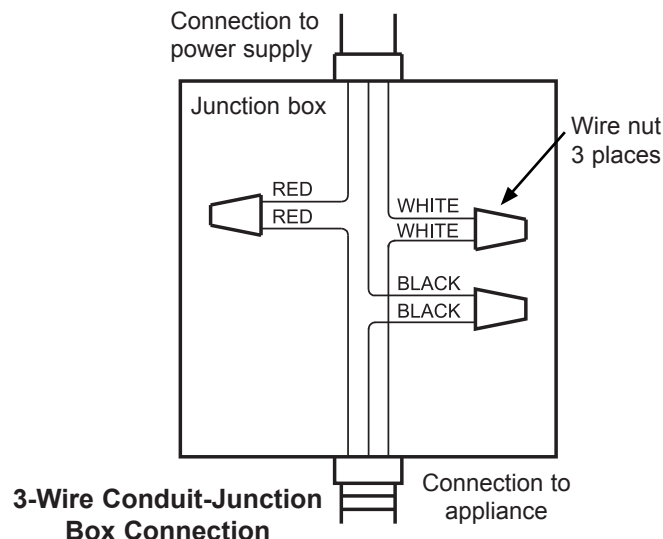 Connection to
power supply
Junction box
Wire nut
3 places
RED
RED
WHITE
WHITE
BLACK
BLACK
3-Wire Conduit-Junction
Box Connection
Connection to
appliance